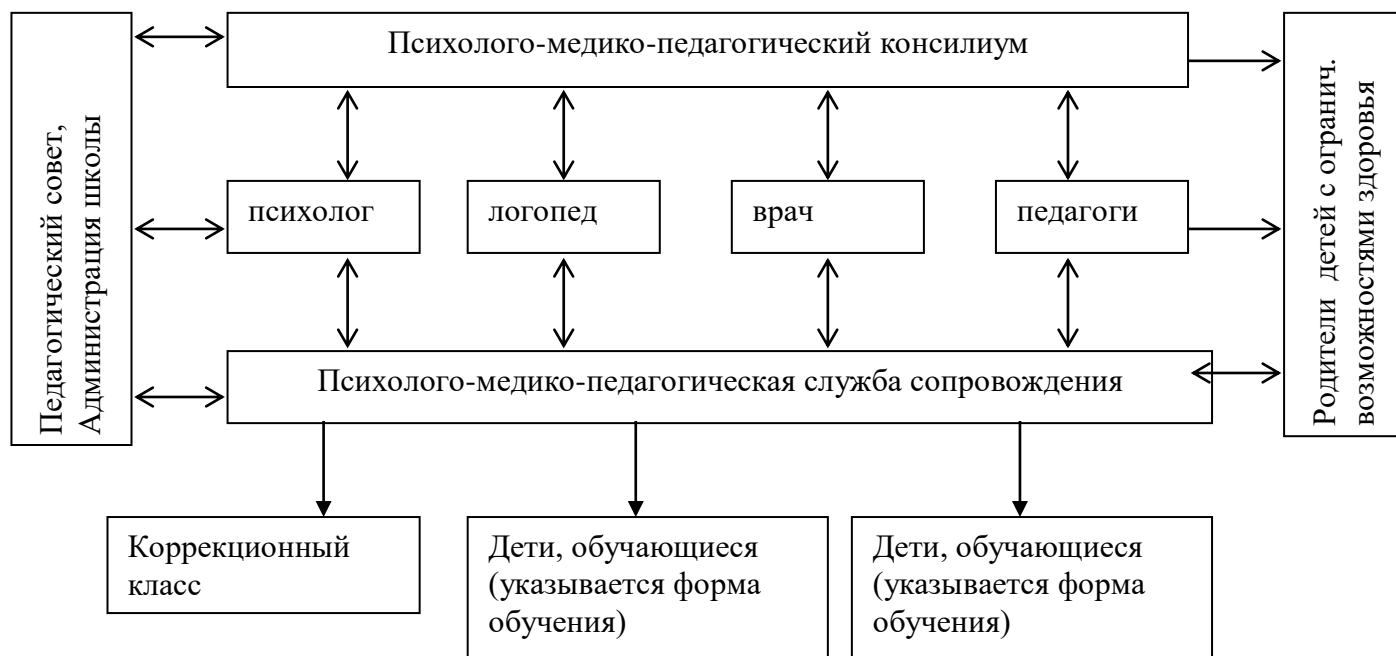 Психолого-медико-педагогический консилиум
Педагогический совет,
Администрация школы
психолог
логопед
врач
педагоги
Родители детей с огранич.
возможностями здоровья
Психолого-медико-педагогическая служба сопровождения
Коррекционный
класс
Дети, обучающиеся
(указывается форма
обучения)
Дети, обучающиеся
(указывается форма
обучения)